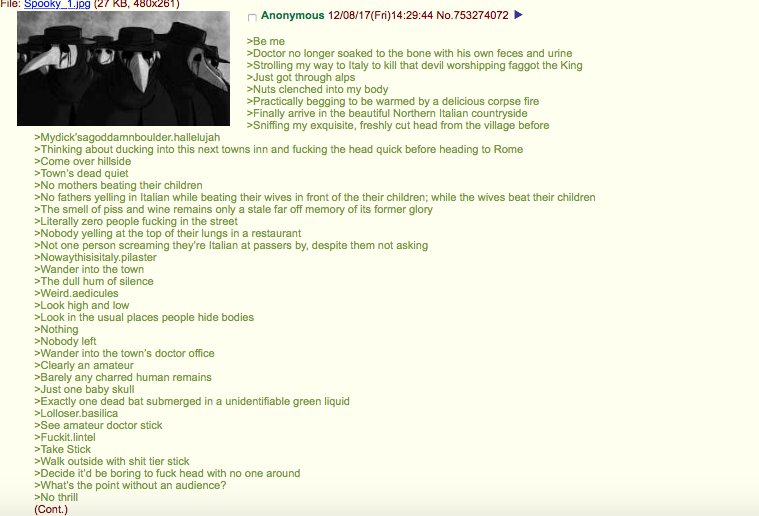 File: Spooky_1.jpg (27 KB, 480x261)
Anonymous 12/08/17(Fri)14:29:44 No.753274072 ▶
>Be me
>Doctor no longer soaked to the bone with his own feces and urine
>Strolling my way to Italy to kill that devil worshipping faggot the King
>Just got through alps
>Nuts clenched into my body
>Practically begging to be warmed by a delicious corpse fire
>Finally arrive in the beautiful Northern Italian countryside
>Sniffing my exquisite, freshly cut head from the village before
>Mydick'sagoddamnboulder.hallelujah
>Thinking about ducking into this next towns inn and fucking the head quick before heading to Rome
>Come over hillside
>Town's dead quiet
>No mothers beating their children
>No fathers yelling in Italian while beating their wives in front of the their children; while the wives beat their children
>The smell of piss and wine remains only a stale far off memory of its former glory
>Literally zero people fucking in the street
>Nobody yelling at the top of their lungs in a restaurant
>Not one person screaming they're Italian at passers by, despite them not asking
>Nowaythisisitaly.pilaster
>Wander into the town
>The dull hum of silence
>Weird.aedicules
>Look high and low
>Look in the usual places people hide bodies
>Nothing
>Nobody left
>Wander into the town's doctor office
>Clearly an amateur
>Barely any charred human remains
>Just one baby skull
>Exactly one dead bat submerged in a unidentifiable green liquid
>Lolloser.basilica
>See amateur doctor stick
>Fuckit.lintel
>Take Stick
>Walk outside with shit tier stick
>Decide it'd be boring to fuck head with no one around
>What's the point without an audience?
>No thrill
(Cont.)